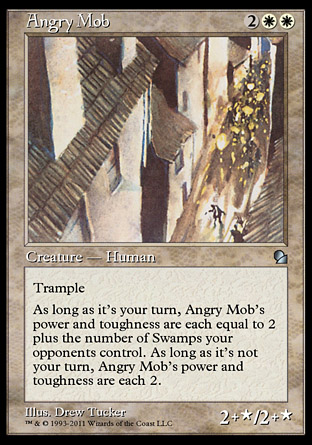 Angry Mob 2
Creature — Human
Trample
As long as it's your turn, Angry Mob's
power and toughness are each equal to 2
plus the number of Swamps your
opponents control. As long as it's not
your turn, Angry Mob's power and
toughness are each 2.
Illus. Drew Tucker
™ & © 1993-2011 Wizards of the Coast LLC
2+★/2+★